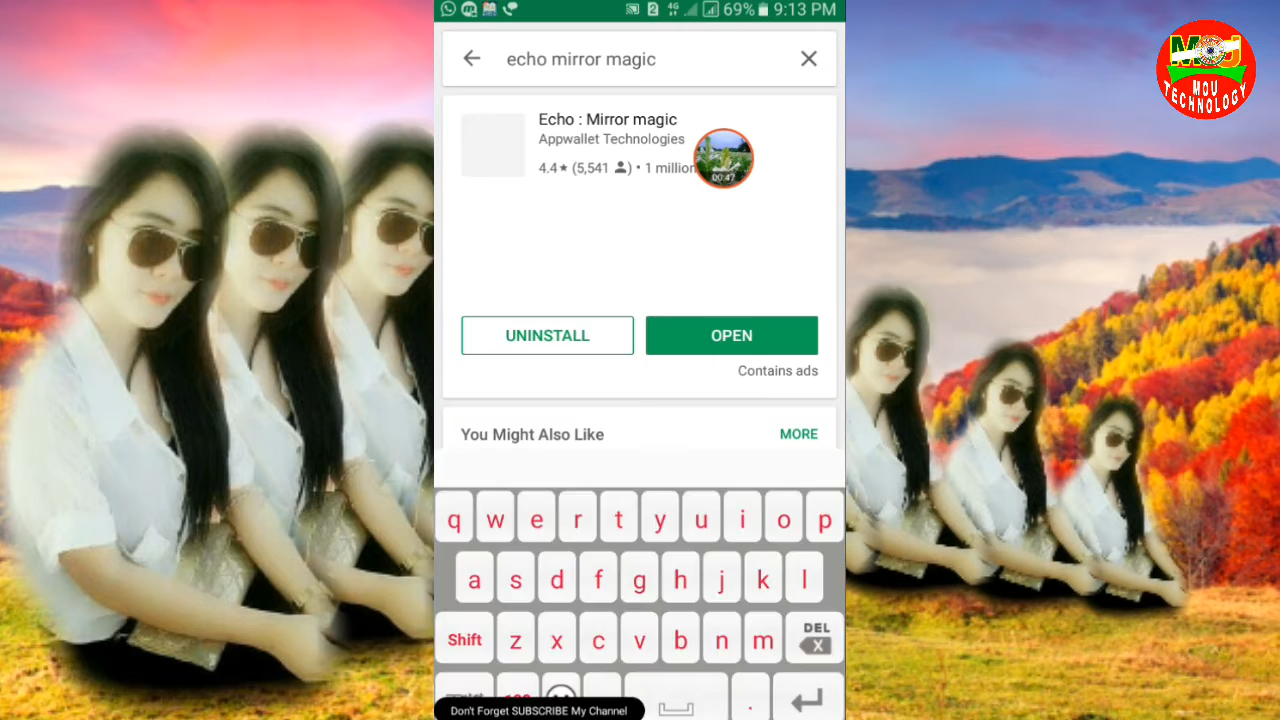 69% 9:13 PM
echo mirror magic
Echo : Mirror magic
Appwallet Technologies
4.4★ (5,541 ) • 1 million
00:47
UNINSTALL OPEN
Contains ads
You Might Also Like MORE
q w e r t y u i o p
a s d f g h j k l
Shift z x c v b n m DEL
.
Don't Forget SUBSCRIBE My Channel
MOU
MOU
TECHNOLOGY